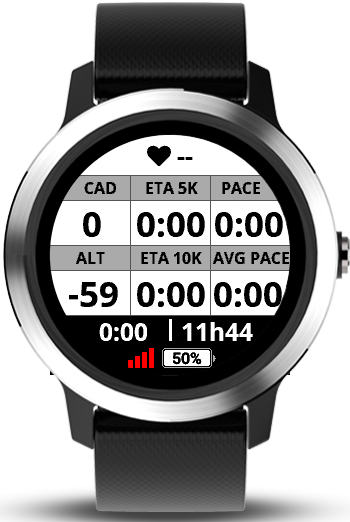 --
CAD ETA 5K PACE
0 0:00 0:00
ALT ETA 10K AVG PACE
-59 0:00 0:00
0:00 | 11h44
50%